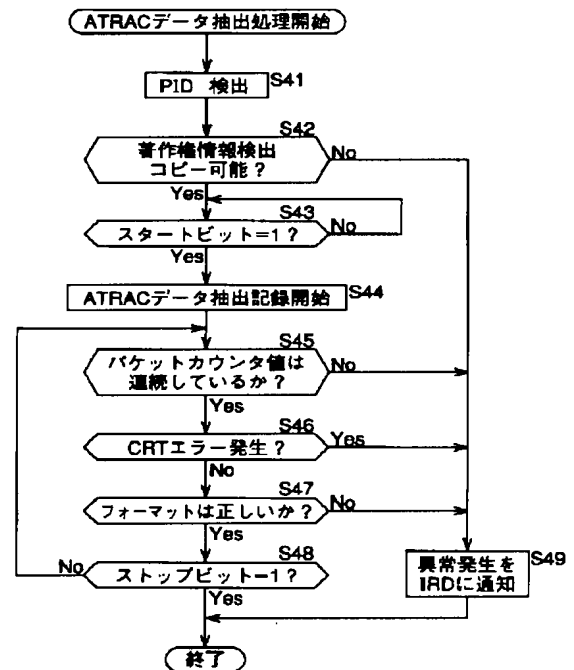 ATRACデータ抽出処理開始
PID 検出
S41
S42
著作権情報検出
コピー可能？
No
Yes
S43
スタートビット=1？
No
Yes
ATRACデータ抽出記録開始
S44
S45
パケットカウンタ値は
連続しているか？
No
Yes
S46
CRTエラー発生？
Yes
No
S47
フォーマットは正しいか？
No
Yes
S48
No
ストップビット=1？
Yes
異常発生を
IRDに通知
S49
終了